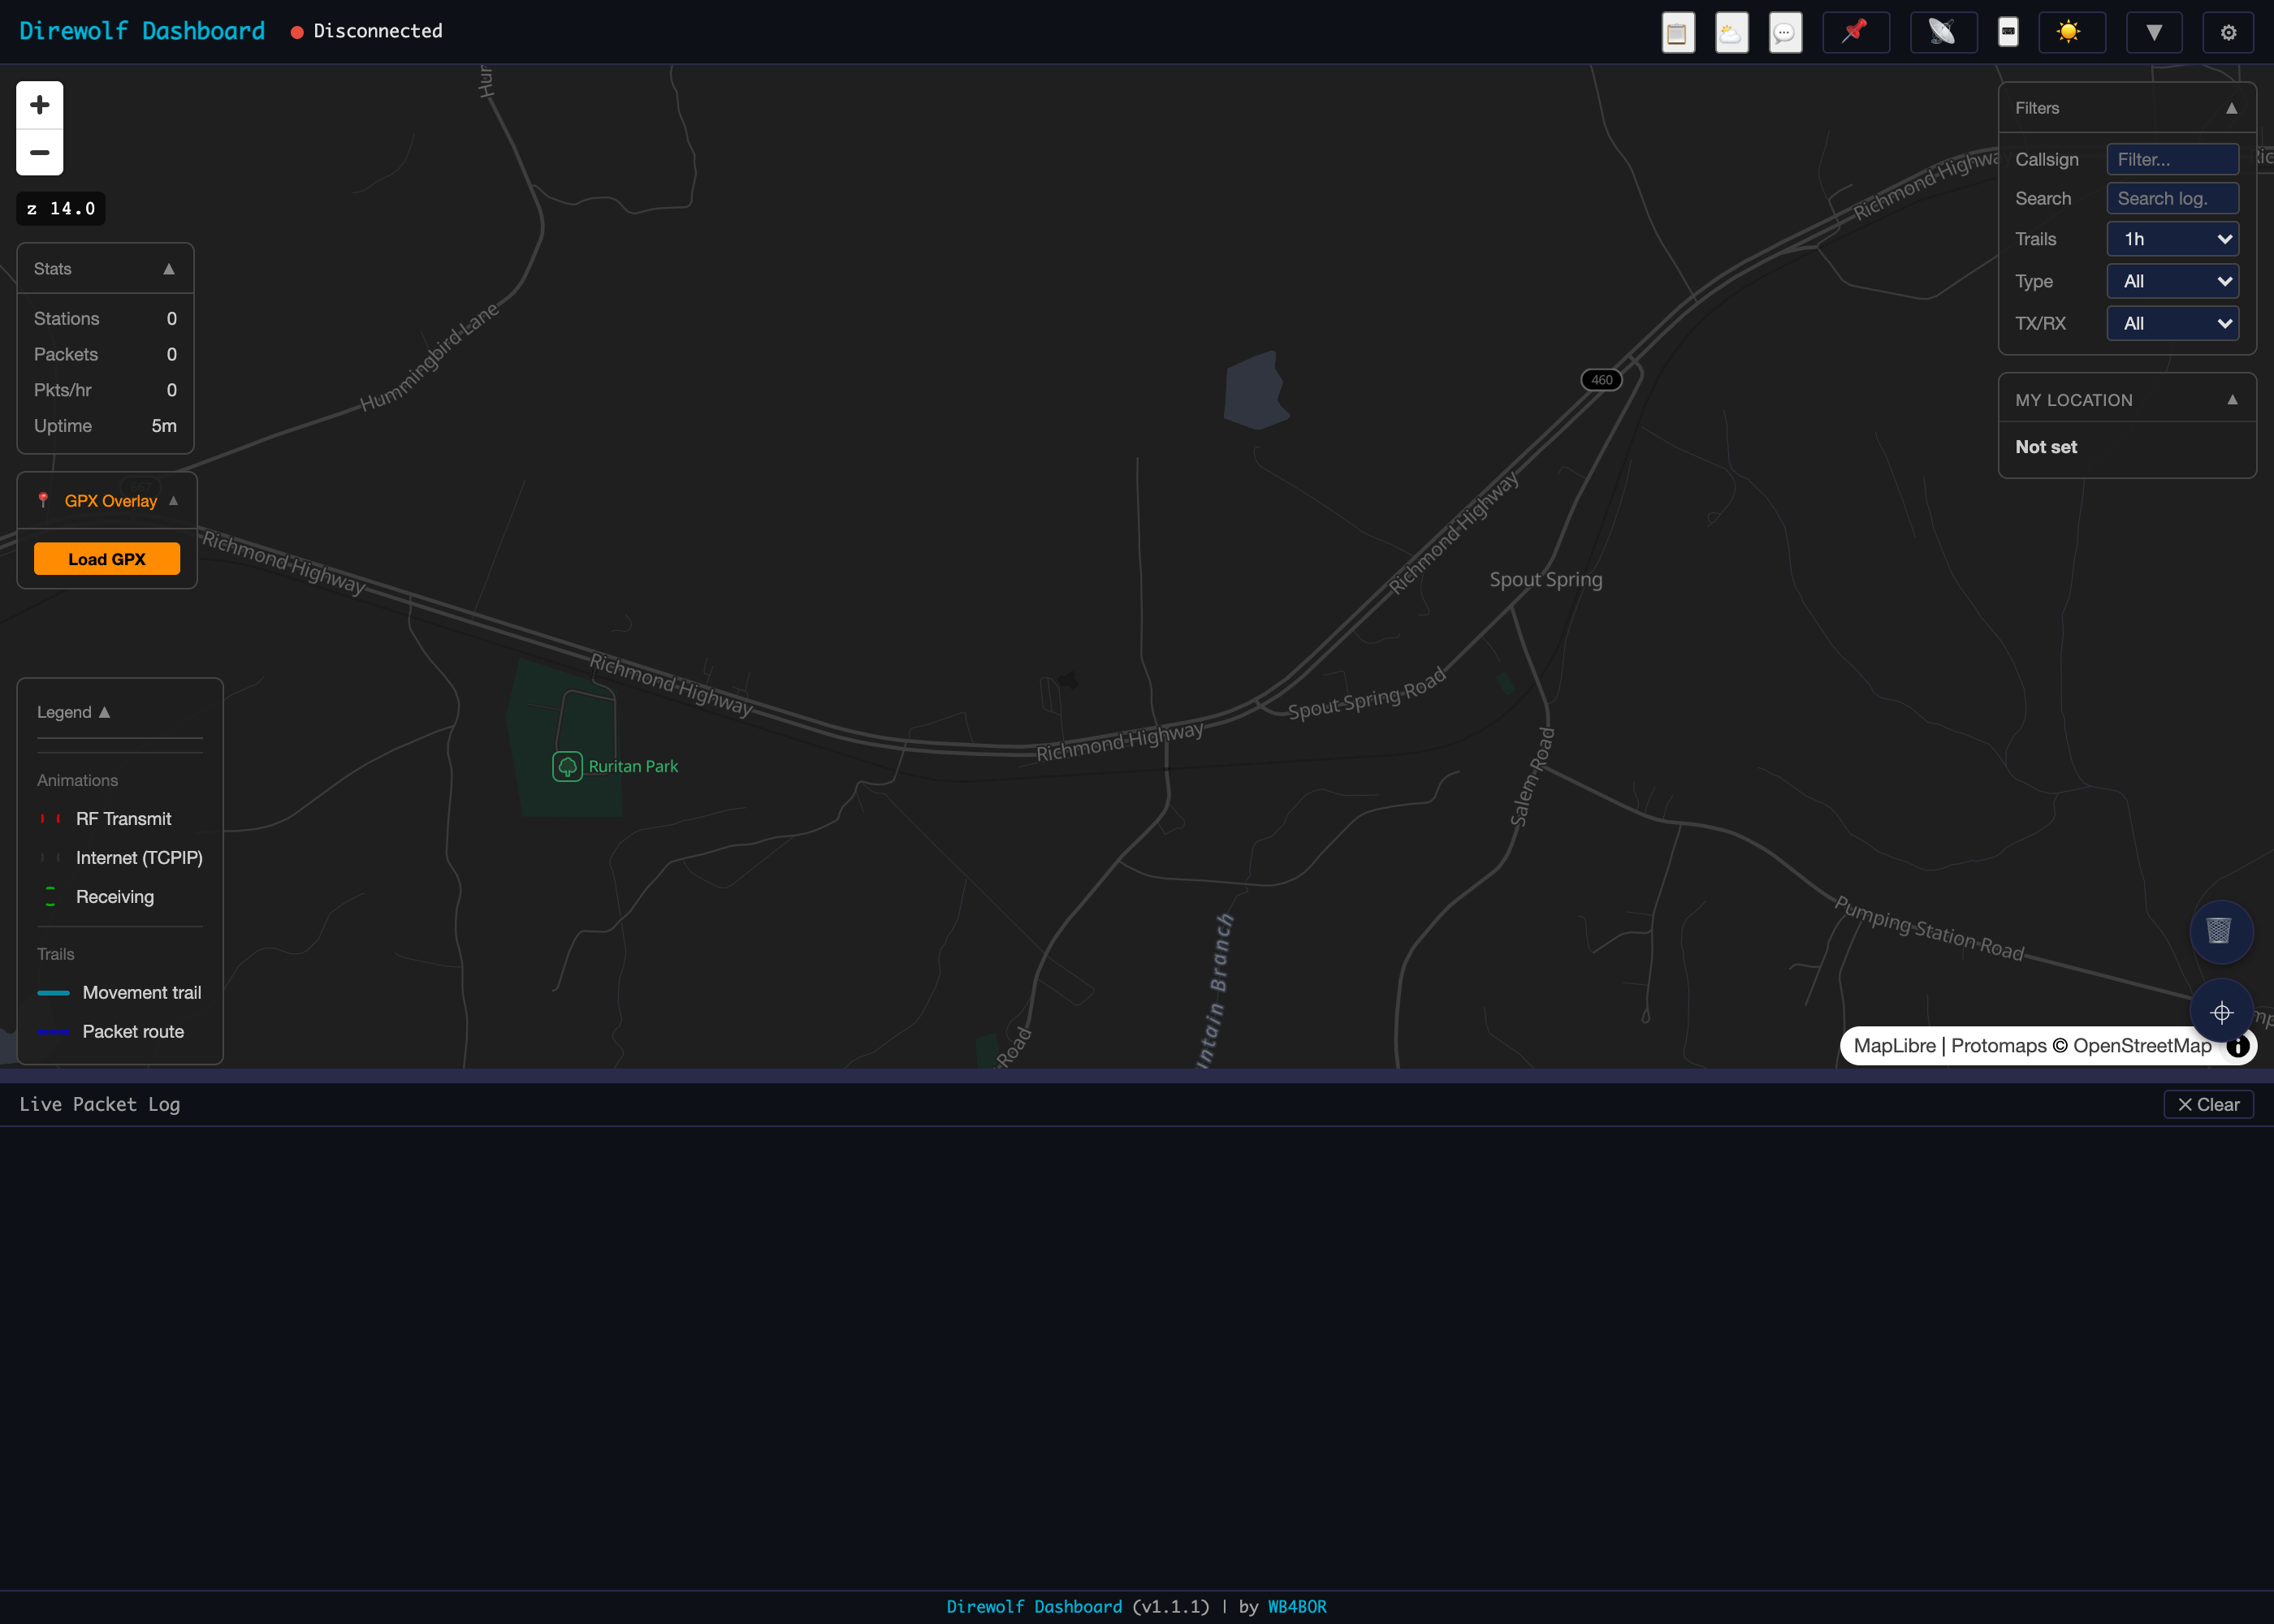 Direwolf Dashboard
Disconnected
z 14.0
Stats ▲
Stations 0
Packets 0
Pkts/hr 0
Uptime 5m
GPX Overlay ▲
Load GPX
Legend ▲
Animations
RF Transmit
Internet (TCPIP)
Receiving
Trails
Movement trail
Packet route
Hummingbird Lane
Richmond Highway
Richmond Highway
Richmond Highway
Richmond Highway
Richmond Highway
460
Spout Spring
Spout Spring Road
Ruritan Park
Salem Road
Pumping Station Road
Road
ntain Branch
Filters ▲
Callsign Filter...
Search Search log.
Trails 1h
Type All
TX/RX All
MY LOCATION ▲
Not set
MapLibre | Protomaps © OpenStreetMap
Live Packet Log
✕ Clear
Direwolf Dashboard (v1.1.1) | by WB4BOR